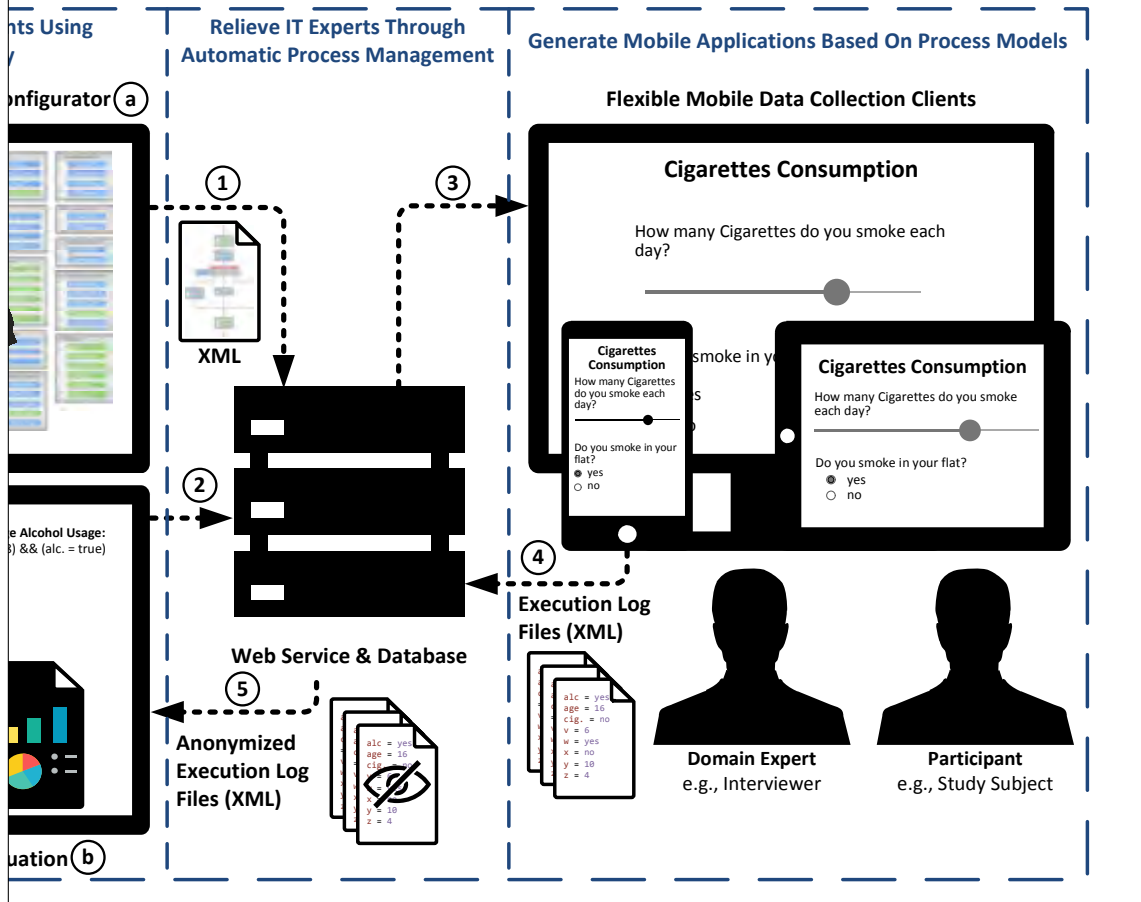 nts Using
y
onfigurator a
e Alcohol Usage:
) && (alc. = true)
uation b
Relieve IT Experts Through
Automatic Process Management
1
XML
3
2
4
Web Service & Database
5
Anonymized
Execution Log
Files (XML)
alc = yes
age = 16
cig. = no
x
y = 10
z = 4
Generate Mobile Applications Based On Process Models
Flexible Mobile Data Collection Clients
Cigarettes Consumption
How many Cigarettes do you smoke each
day?
smoke in yo
es
o
Cigarettes
Consumption
How many Cigarettes
do you smoke each
day?
Do you smoke in your
flat?
yes
no
Cigarettes Consumption
How many Cigarettes do you smoke
each day?
Do you smoke in your flat?
yes
no
Execution Log
Files (XML)
alc = yes
age = 16
cig. = no
v = 6
w = yes
x = no
y = 10
z = 4
Domain Expert
e.g., Interviewer
Participant
e.g., Study Subject